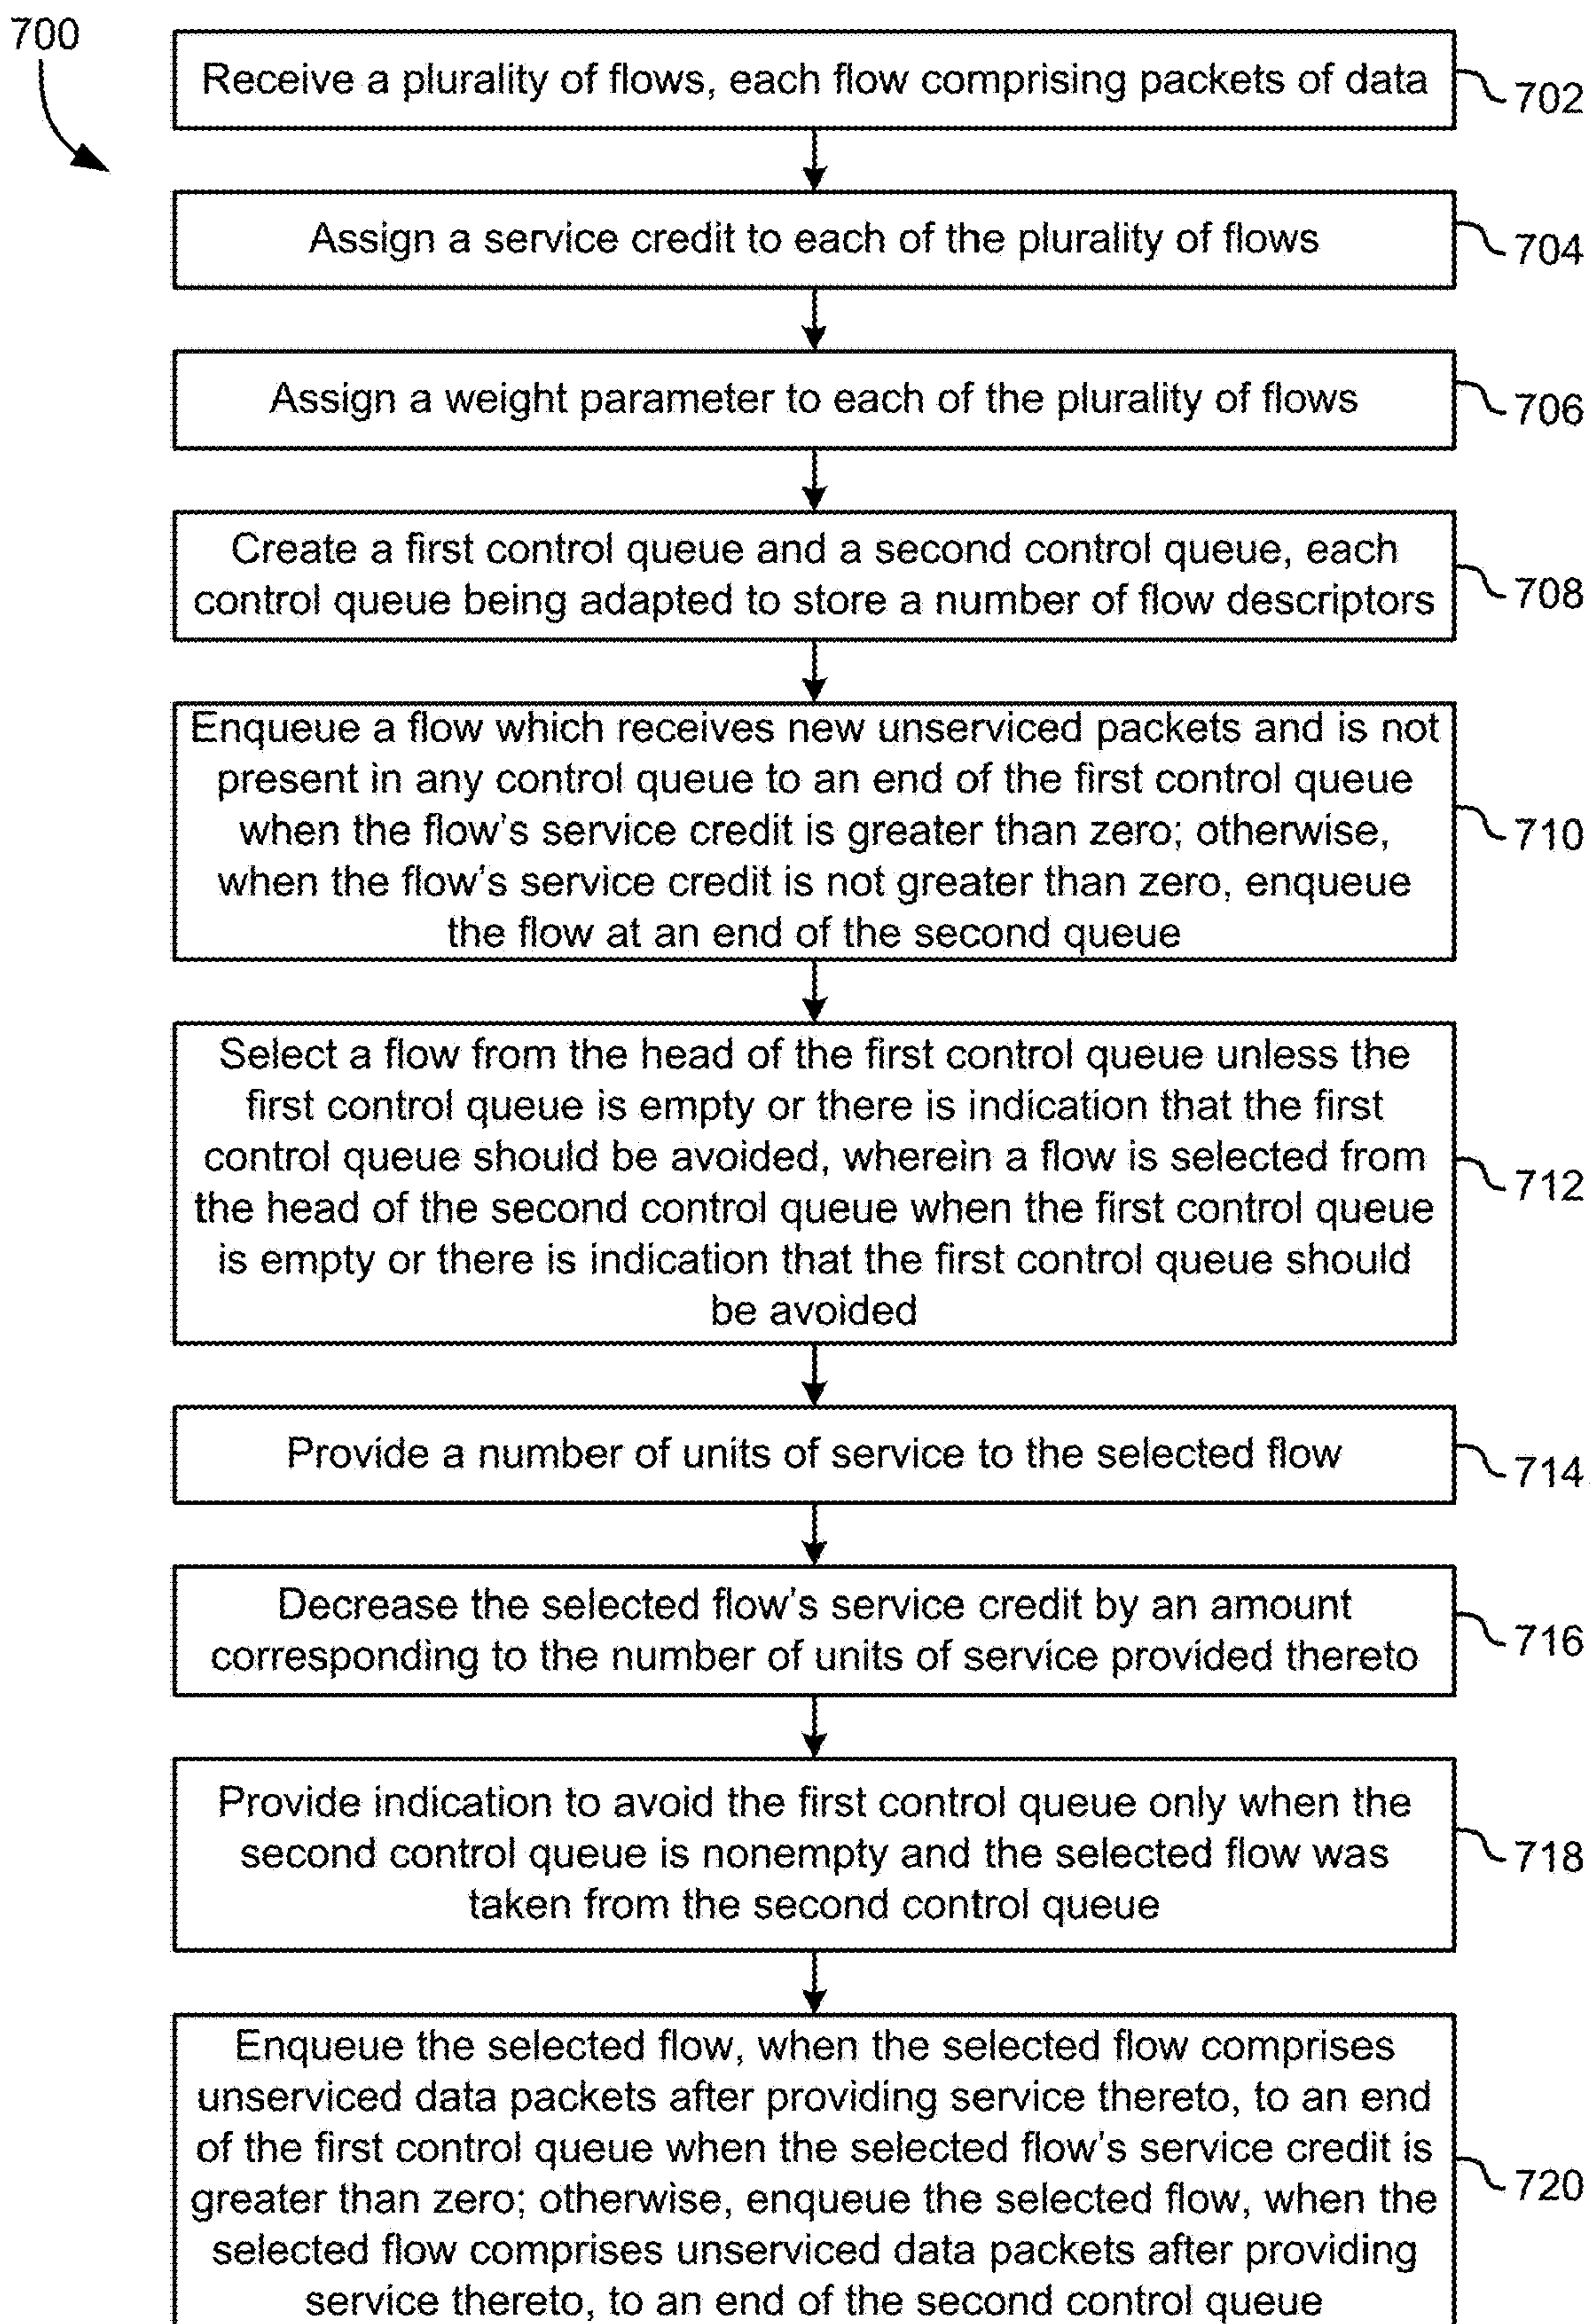 700
Receive a plurality of flows, each flow comprising packets of data
702
Assign a service credit to each of the plurality of flows
704
Assign a weight parameter to each of the plurality of flows
706
Create a first control queue and a second control queue, each
control queue being adapted to store a number of flow descriptors
708
Enqueue a flow which receives new unserviced packets and is not
present in any control queue to an end of the first control queue
when the flow's service credit is greater than zero; otherwise,
when the flow's service credit is not greater than zero, enqueue
the flow at an end of the second queue
710
Select a flow from the head of the first control queue unless the
first control queue is empty or there is indication that the first
control queue should be avoided, wherein a flow is selected from
the head of the second control queue when the first control queue
is empty or there is indication that the first control queue should
be avoided
712
Provide a number of units of service to the selected flow
714
Decrease the selected flow's service credit by an amount
corresponding to the number of units of service provided thereto
716
Provide indication to avoid the first control queue only when the
second control queue is nonempty and the selected flow was
taken from the second control queue
718
Enqueue the selected flow, when the selected flow comprises
unserviced data packets after providing service thereto, to an end
of the first control queue when the selected flow's service credit is
greater than zero; otherwise, enqueue the selected flow, when the
selected flow comprises unserviced data packets after providing
service thereto, to an end of the second control queue
720